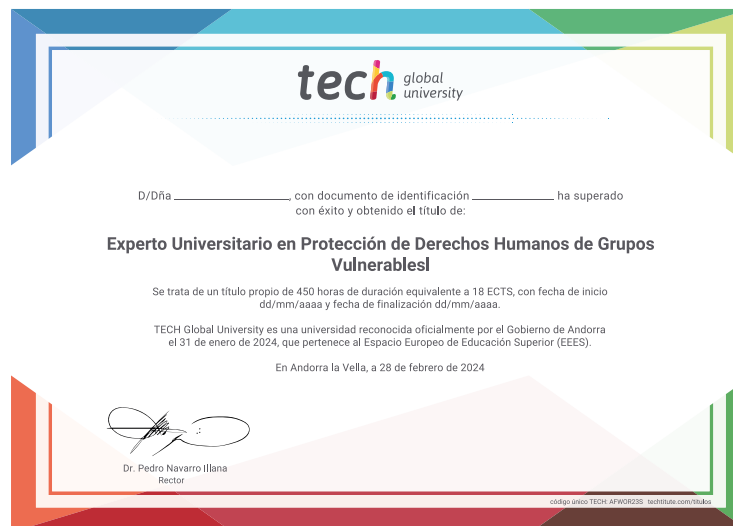 tech global university
D/Dña ____________________, con documento de identificación ______________ ha superado
con éxito y obtenido el título de:
Experto Universitario en Protección de Derechos Humanos de Grupos
Vulnerablesl
Se trata de un título propio de 450 horas de duración equivalente a 18 ECTS, con fecha de inicio
dd/mm/aaaa y fecha de finalización dd/mm/aaaa.
TECH Global University es una universidad reconocida oficialmente por el Gobierno de Andorra
el 31 de enero de 2024, que pertenece al Espacio Europeo de Educación Superior (EEES).
En Andorra la Vella, a 28 de febrero de 2024
Dr. Pedro Navarro Illana
Rector
código único TECH: AFWOR23S techtitute.com/titulos